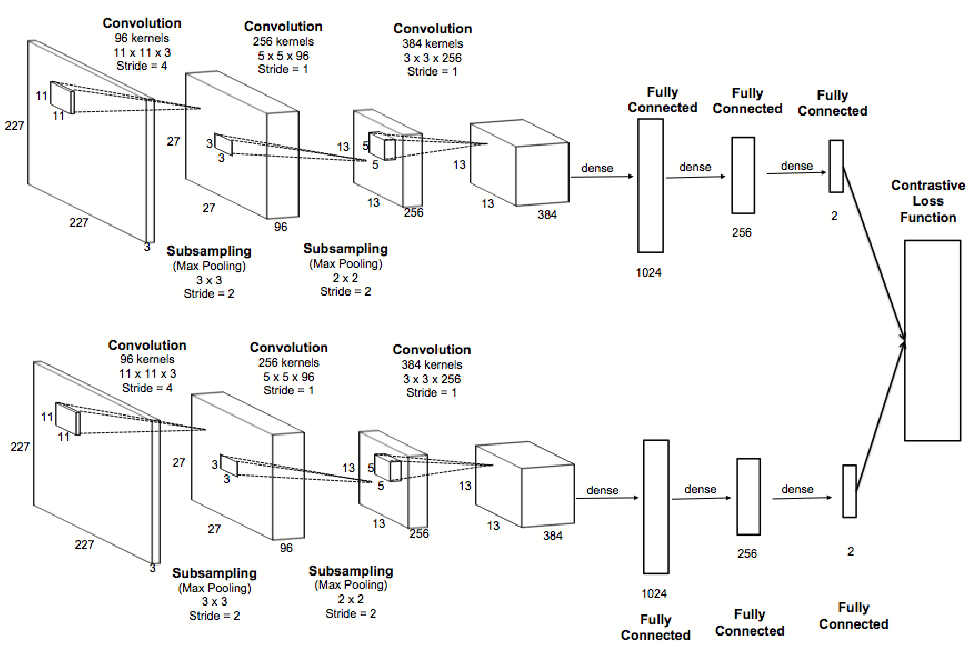 Convolution
96 kernels
11 x 11 x 3
Stride = 4
Convolution
256 kernels
5 x 5 x 96
Stride = 1
Convolution
384 kernels
3 x 3 x 256
Stride = 1
11
11
227
227
3
27
3
3
27
96
13
5
5
13
256
13
13
384
dense
Fully
Connected
1024
dense
Fully
Connected
256
dense
Fully
Connected
2
Contrastive
Loss
Function
Subsampling
(Max Pooling)
3 x 3
Stride = 2
Subsampling
(Max Pooling)
2 x 2
Stride = 2
Convolution
96 kernels
11 x 11 x 3
Stride = 4
Convolution
256 kernels
5 x 5 x 96
Stride = 1
Convolution
384 kernels
3 x 3 x 256
Stride = 1
11
11
227
227
3
27
3
3
27
96
13
5
5
13
256
13
13
384
dense
1024
Fully
Connected
dense
256
Fully
Connected
dense
2
Fully
Connected
Subsampling
(Max Pooling)
3 x 3
Stride = 2
Subsampling
(Max Pooling)
2 x 2
Stride = 2